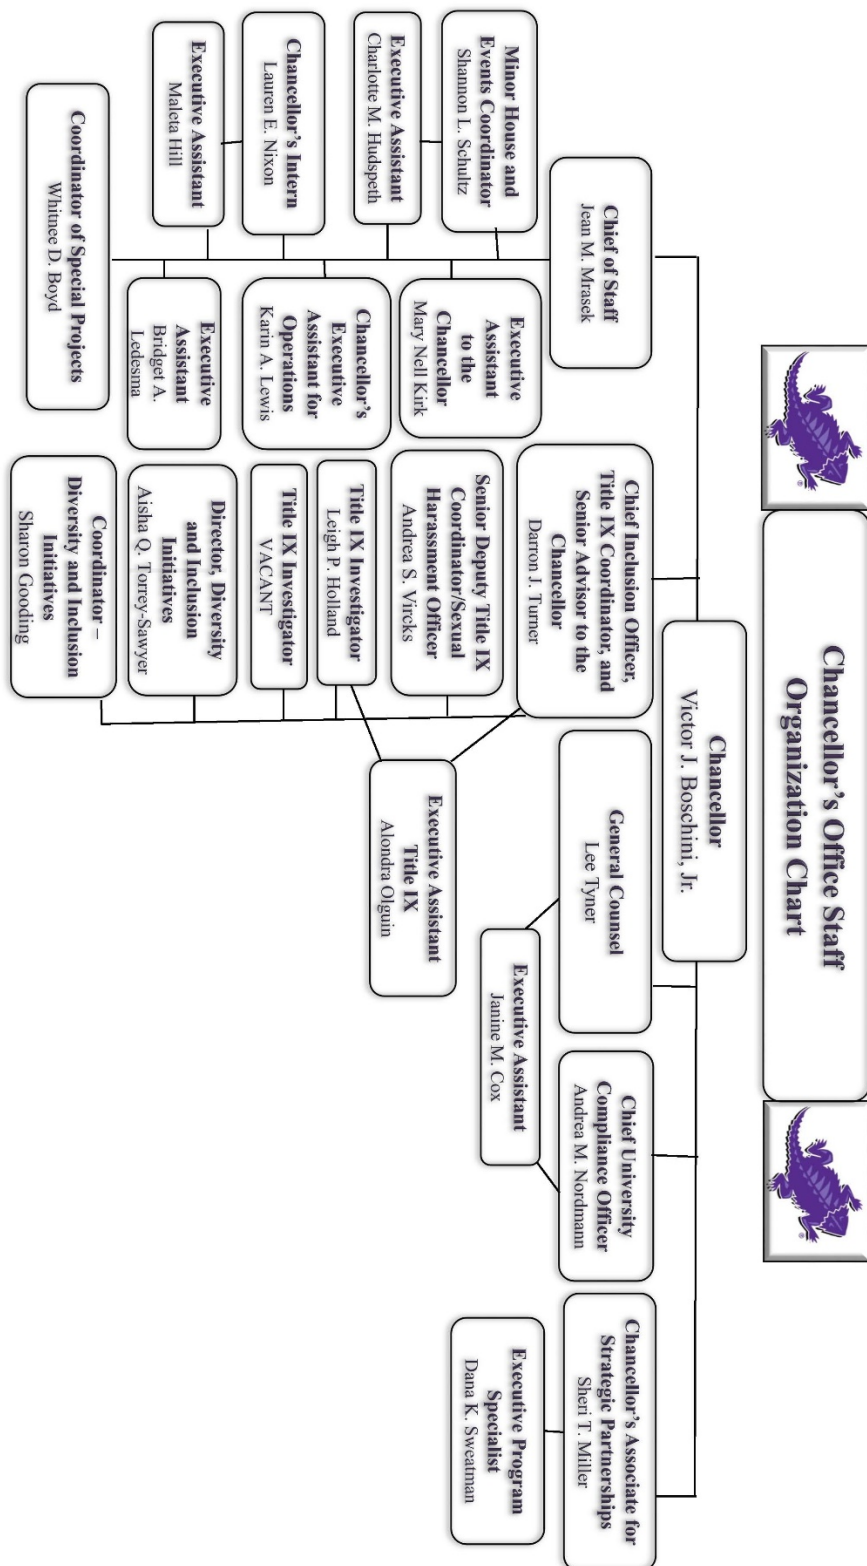 Chancellor's Office Staff
Organization Chart
Chancellor
Victor J. Boschini, Jr.
Chief of Staff
Jean M. Mrasek
Chief Inclusion Officer,
Title IX Coordinator, and
Senior Advisor to the
Chancellor
Darron J. Turner
General Counsel
Lee Tyner
Chief University
Compliance Officer
Andrea M. Nordmann
Chancellor's Associate for
Strategic Partnerships
Sheri T. Miller
Minor House and
Events Coordinator
Shannon L. Schultz
Executive Assistant
Charlotte M. Hudspeth
Chancellor's Intern
Lauren E. Nixon
Executive Assistant
Maleta Hill
Coordinator of Special Projects
Whitnee D. Boyd
Executive
Assistant
to the
Chancellor
Mary Nell Kirk
Chancellor's
Executive
Assistant for
Operations
Karin A. Lewis
Executive
Assistant
Bridget A.
Ledesma
Senior Deputy Title IX
Coordinator/Sexual
Harassment Officer
Andrea S. Vircks
Title IX Investigator
Leigh P. Holland
Title IX Investigator
VACANT
Director, Diversity
and Inclusion
Initiatives
Aisha Q. Torrey-Sawyer
Coordinator –
Diversity and Inclusion
Initiatives
Sharon Gooding
Executive Assistant
Title IX
Alondra Olguin
Executive Assistant
Janine M. Cox
Executive Program
Specialist
Dana K. Sweatman